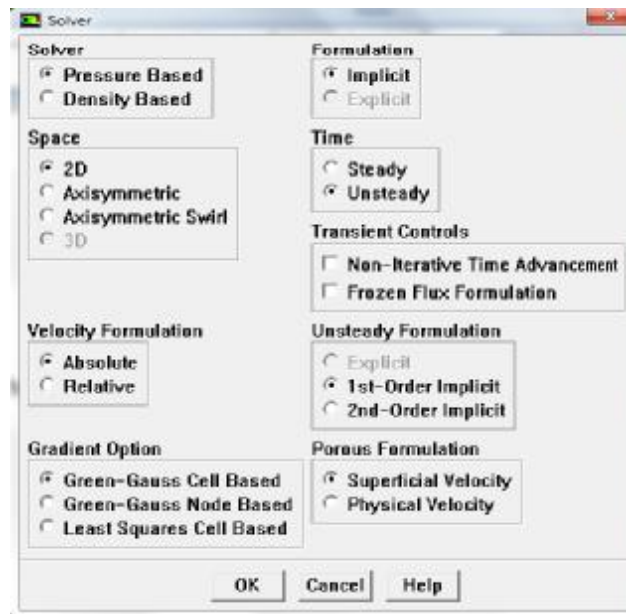 Solver
Solver
Pressure Based
Density Based
Formulation
Implicit
Explicit
Space
2D
Axisymmetric
Axisymmetric Swirl
3D
Time
Steady
Unsteady
Transient Controls
Non-Iterative Time Advancement
Frozen Flux Formulation
Velocity Formulation
Absolute
Relative
Unsteady Formulation
Explicit
1st-Order Implicit
2nd-Order Implicit
Gradient Option
Green-Gauss Cell Based
Green-Gauss Node Based
Least Squares Cell Based
Porous Formulation
Superficial Velocity
Physical Velocity
OK
Cancel
Help